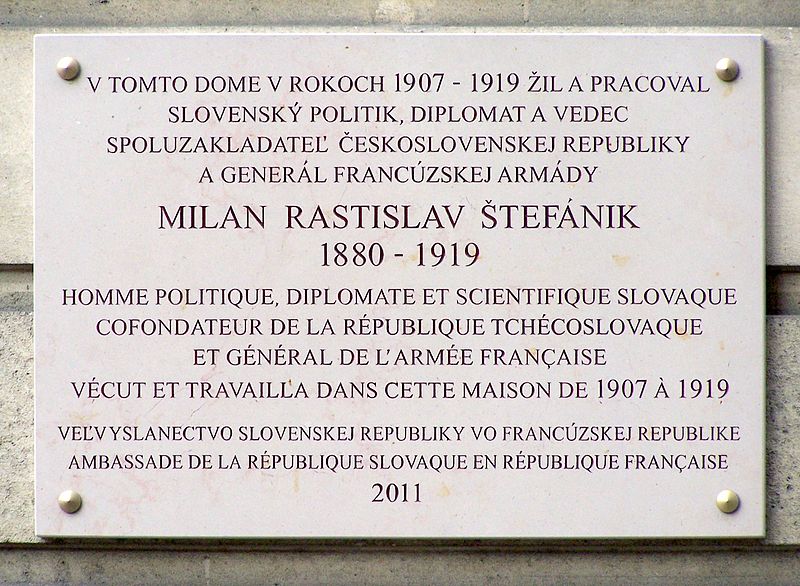 V TOMTO DOME V ROKOCH 1907 - 1919 ŽIL A PRACOVAL
SLOVENSKÝ POLITIK, DIPLOMAT A VEDEC
SPOLUZAKLADATEĽ ČESKOSLOVENSKEJ REPUBLIKY
A GENERÁL FRANCÚZSKEJ ARMÁDY
MILAN RASTISLAV ŠTEFÁNIK
1880 - 1919
HOMME POLITIQUE, DIPLOMATE ET SCIENTIFIQUE SLOVAQUE
COFONDATEUR DE LA RÉPUBLIQUE TCHÉCOSLOVAQUE
ET GÉNÉRAL DE L'ARMÉE FRANÇAISE
VÉCUT ET TRAVAILLA DANS CETTE MAISON DE 1907 À 1919
VEĽVYSLANECTVO SLOVENSKEJ REPUBLIKY VO FRANCÚZSKEJ REPUBLIKE
AMBASSADE DE LA RÉPUBLIQUE SLOVAQUE EN RÉPUBLIQUE FRANÇAISE
2011